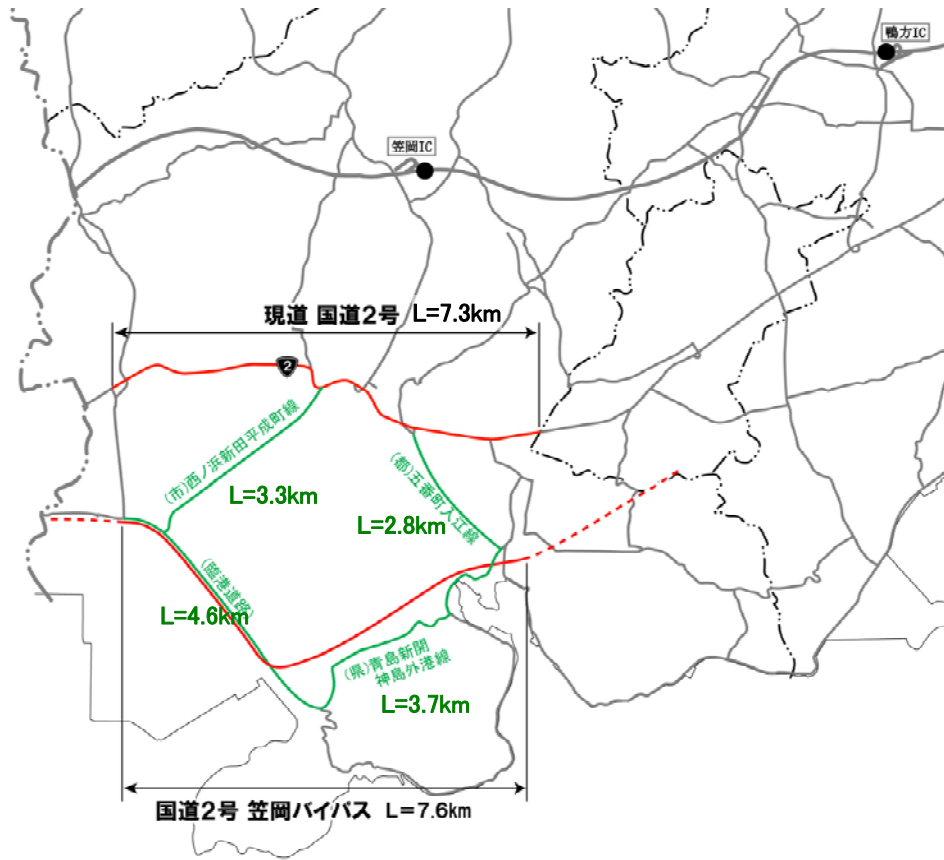 鴨方IC
笠岡IC
現道 国道2号 L=7.3km
2
(市)西ノ浜新田平成町線
(都)五番町入江線
L=3.3km
L=2.8km
(臨港道路)
L=4.6km
(県)青島新開
神島外港線
L=3.7km
国道2号 笠岡バイパス L=7.6km